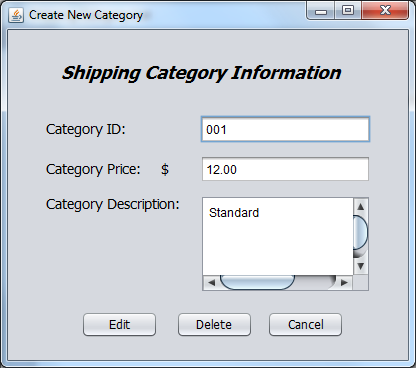 Create New Category
Shipping Category Information
Category ID: 001
Category Price: $ 12.00
Category Description: Standard
Edit Delete Cancel